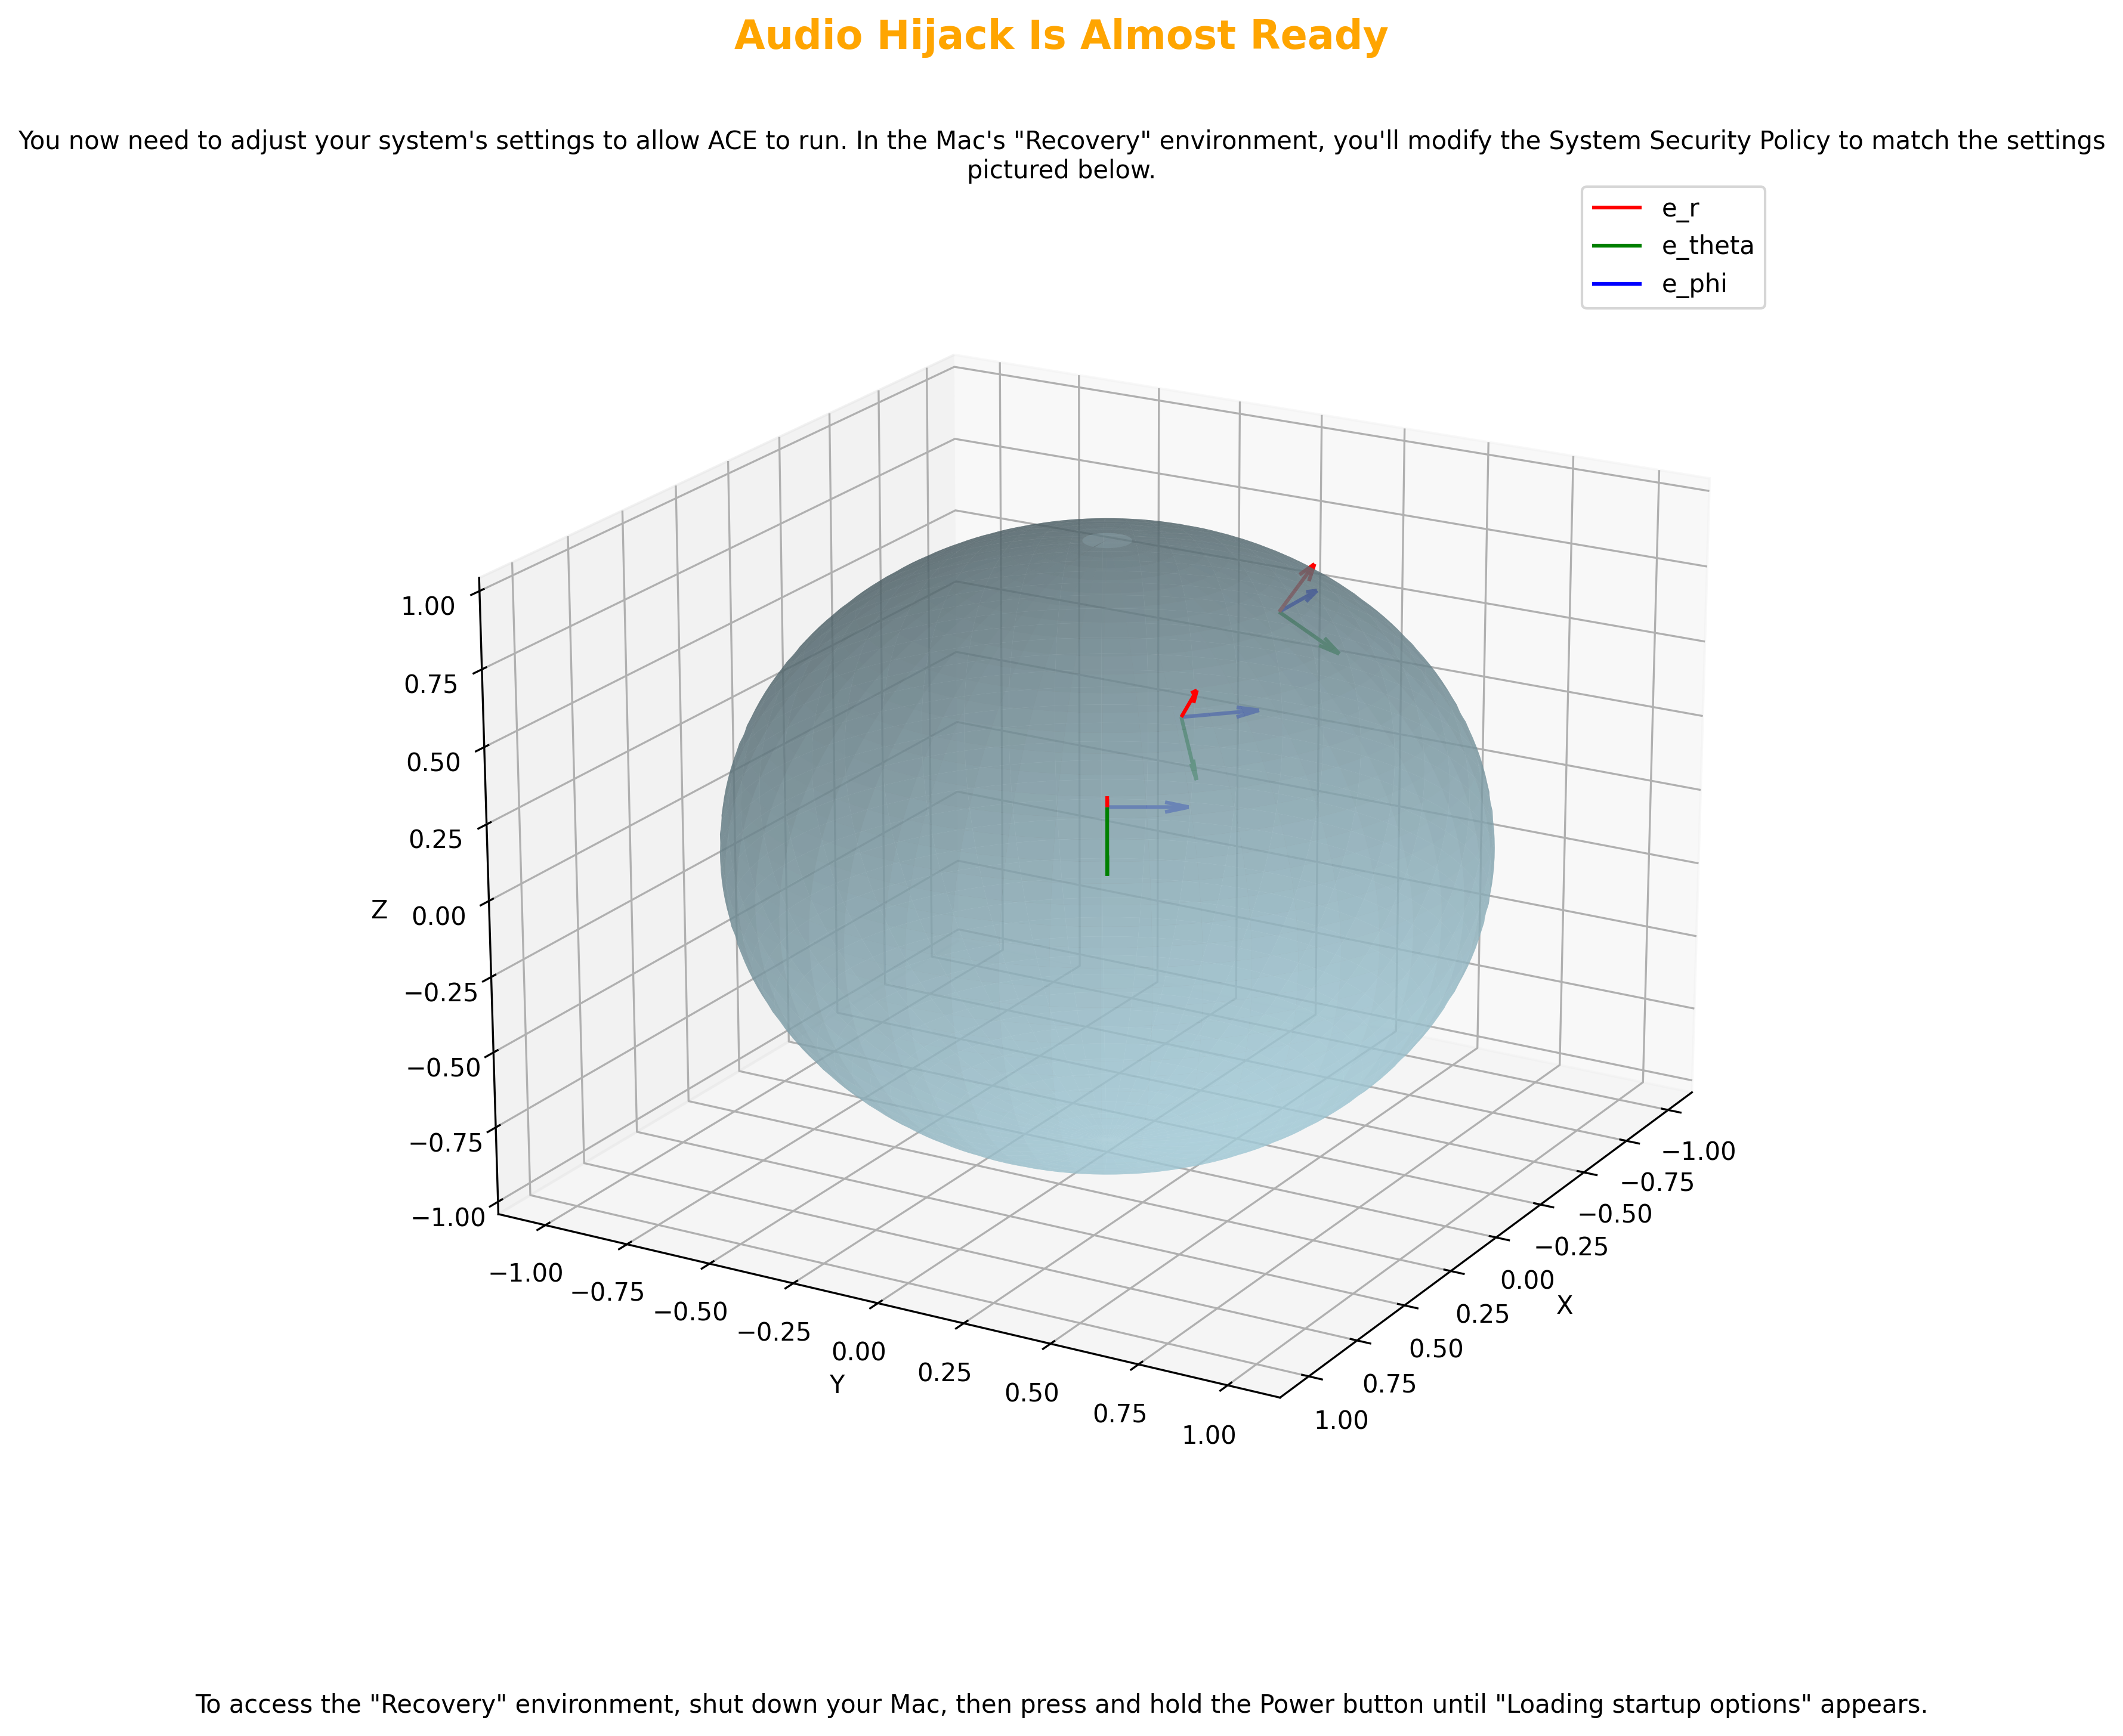 Audio Hijack Is Almost Ready
You now need to adjust your system's settings to allow ACE to run. In the Mac's "Recovery" environment, you'll modify the System Security Policy to match the settings
pictured below.
e_r
e_theta
e_phi
1.00
0.75
0.50
0.25
Z
0.00
−0.25
−0.50
−0.75
−1.00
−1.00
−0.75
−0.50
−0.25
0.00
0.25
0.50
0.75
1.00
Y
−1.00
−0.75
−0.50
−0.25
0.00
X
0.25
0.50
0.75
1.00
To access the "Recovery" environment, shut down your Mac, then press and hold the Power button until "Loading startup options" appears.